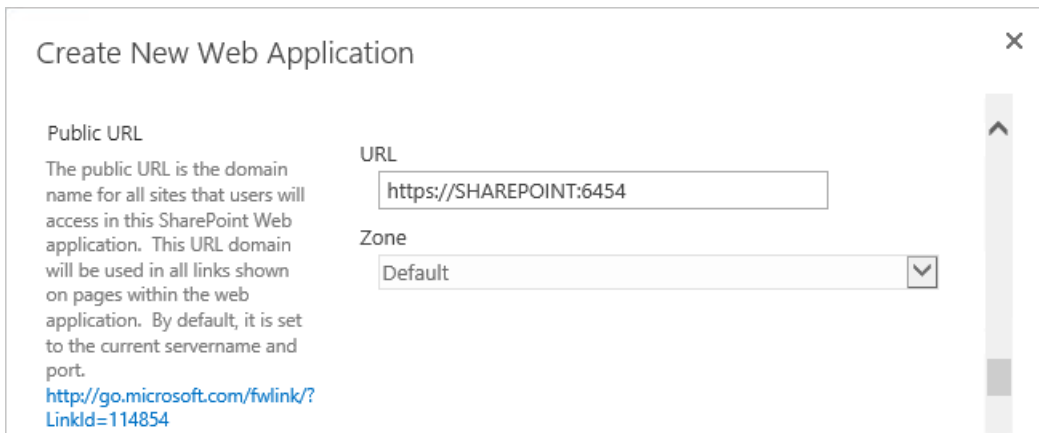 Create New Web Application
Public URL
The public URL is the domain
name for all sites that users will
access in this SharePoint Web
application.  This URL domain
will be used in all links shown
on pages within the web
application.  By default, it is set
to the current servername and
port.
http://go.microsoft.com/fwlink/?
LinkId=114854
URL
https://SHAREPOINT:6454
Zone
Default